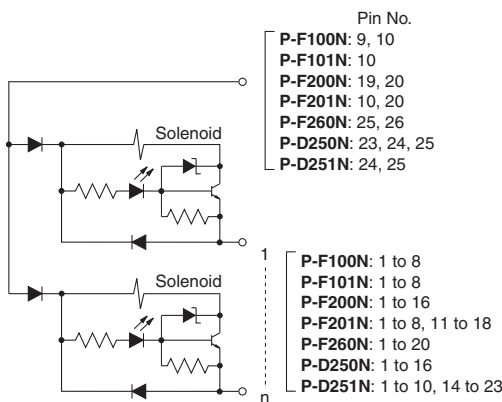 Pin No.
P-F100N: 9, 10
P-F101N: 10
P-F200N: 19, 20
P-F201N: 10, 20
P-F260N: 25, 26
P-D250N: 23, 24, 25
P-D251N: 24, 25
Solenoid
1
P-F100N: 1 to 8
P-F101N: 1 to 8
P-F200N: 1 to 16
P-F201N: 1 to 8, 11 to 18
P-F260N: 1 to 20
P-D250N: 1 to 16
P-D251N: 1 to 10, 14 to 23
Solenoid
n